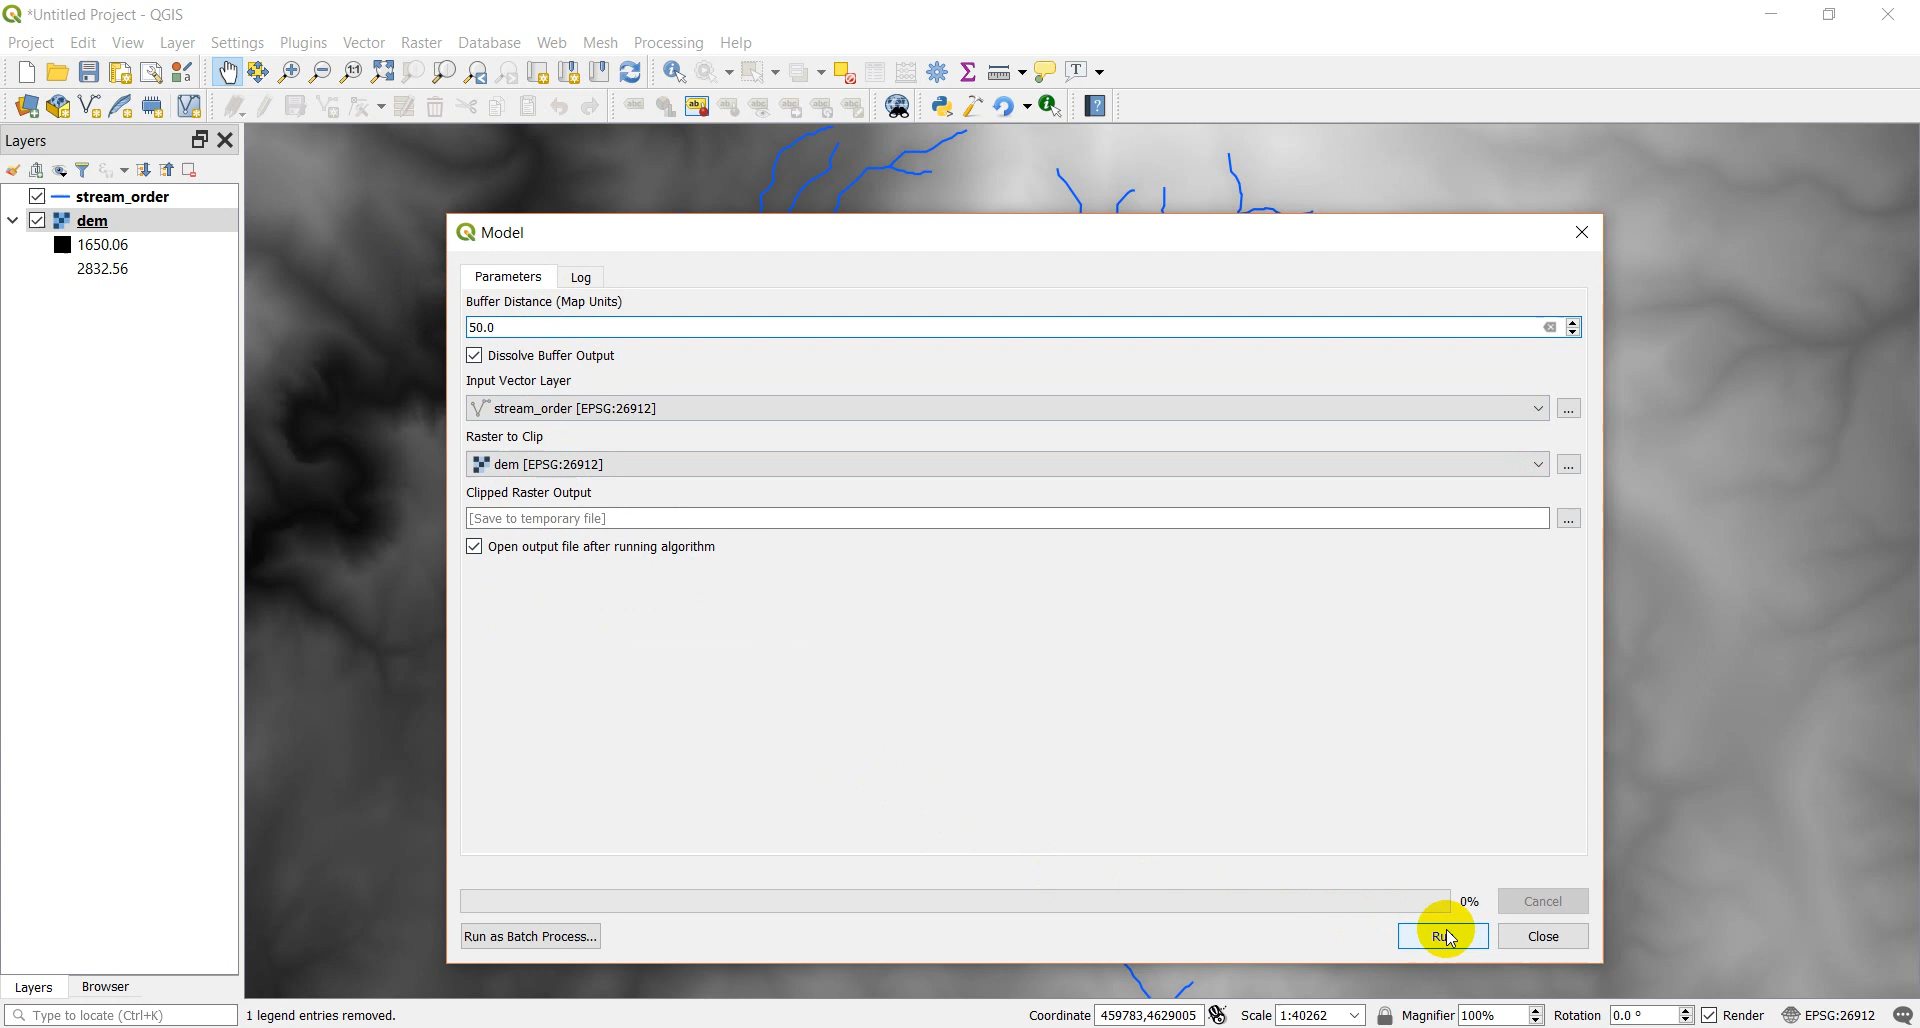 *Untitled Project - QGIS
Project Edit View Layer Settings Plugins Vector Raster Database Web Mesh Processing Help
Layers
stream_order
dem
1650.06
2832.56
Model
Parameters Log
Buffer Distance (Map Units)
50.0
Dissolve Buffer Output
Input Vector Layer
stream_order [EPSG:26912]
...
Raster to Clip
dem [EPSG:26912]
...
Clipped Raster Output
[Save to temporary file]
...
Open output file after running algorithm
0% Cancel
Run as Batch Process... Close
Layers Browser
Type to locate (Ctrl+K) 1 legend entries removed. Coordinate 459783,4629005 Scale 1:40262 Magnifier 100% Rotation 0.0 ° Render EPSG:26912